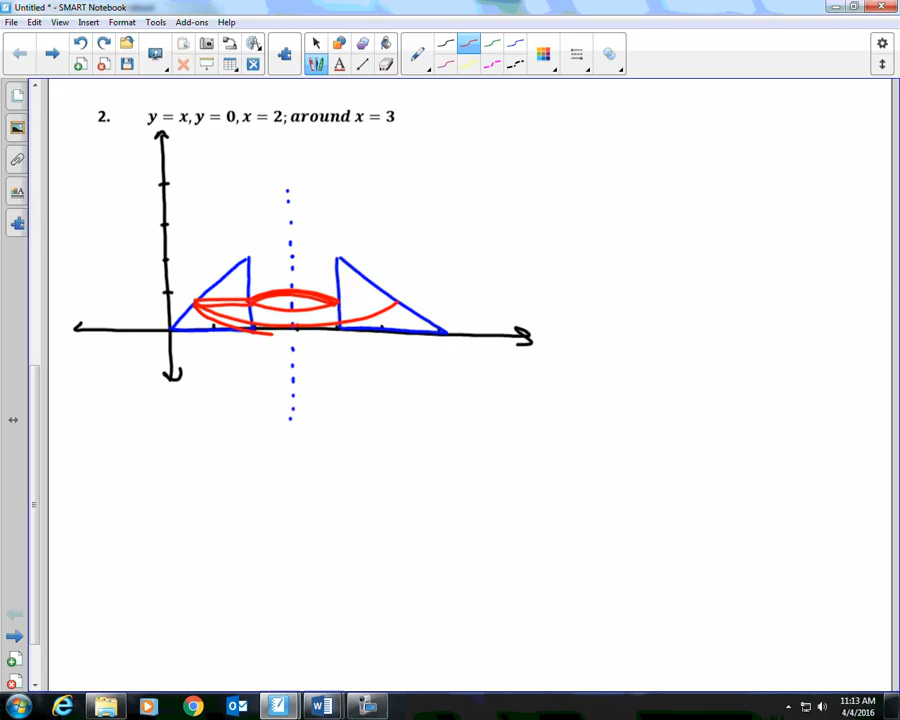 Untitled * - SMART Notebook
File Edit View Insert Format Tools Add-ons Help
2. y = x, y = 0, x = 2; around x = 3
11:13 AM
4/4/2016